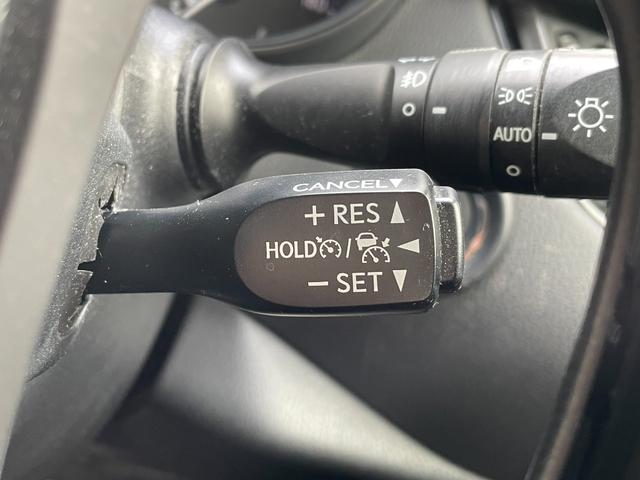 AUTO
CANCEL
+ RES
HOLD /
− SET